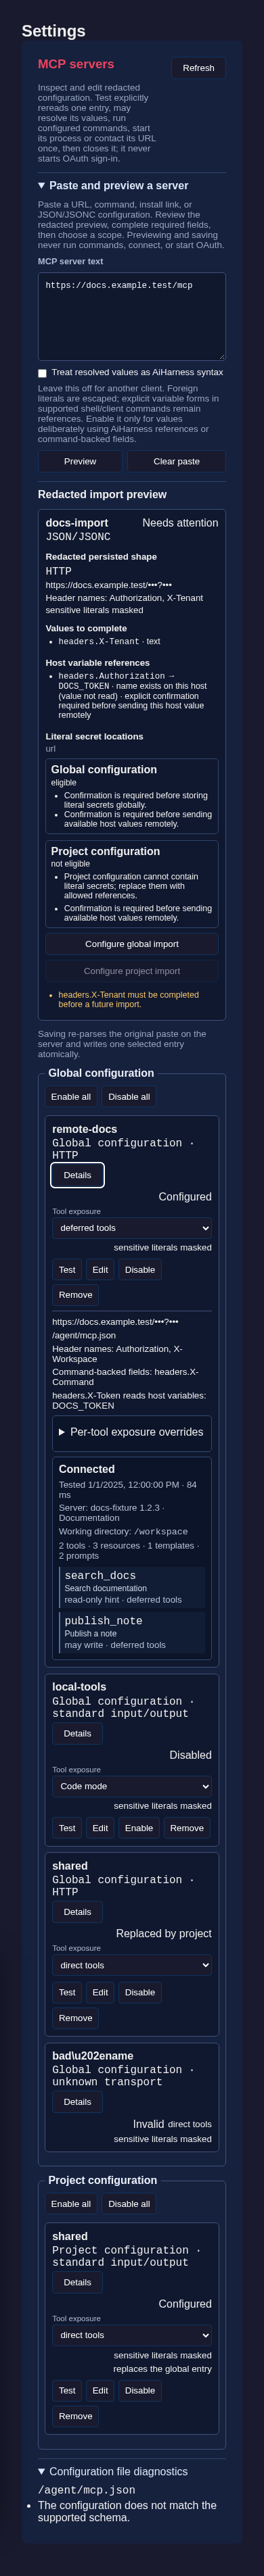 Settings
MCP servers
Refresh
Inspect and edit redacted
configuration. Test explicitly
rereads one entry, may
resolve its values, run
configured commands, start
its process or contact its URL
once, then closes it; it never
starts OAuth sign-in.
▼ Paste and preview a server
Paste a URL, command, install link, or
JSON/JSONC configuration. Review the
redacted preview, complete required fields,
then choose a scope. Previewing and saving
never run commands, connect, or start OAuth.
MCP server text
https://docs.example.test/mcp
Treat resolved values as AiHarness syntax
Leave this off for another client. Foreign
literals are escaped; explicit variable forms in
supported shell/client commands remain
references. Enable it only for values
deliberately using AiHarness references or
command-backed fields.
Preview
Clear paste
Redacted import preview
docs-import
Needs attention
JSON/JSONC
Redacted persisted shape
HTTP
https://docs.example.test/•••?•••
Header names: Authorization, X-Tenant
sensitive literals masked
Values to complete
• headers.X-Tenant · text
Host variable references
• headers.Authorization →
DOCS_TOKEN · name exists on this host
(value not read) · explicit confirmation
required before sending this host value
remotely
Literal secret locations
url
Global configuration
eligible
• Confirmation is required before storing
literal secrets globally.
• Confirmation is required before sending
available host values remotely.
Project configuration
not eligible
• Project configuration cannot contain
literal secrets; replace them with
allowed references.
• Confirmation is required before sending
available host values remotely.
Configure global import
Configure project import
• headers.X-Tenant must be completed
before a future import.
Saving re-parses the original paste on the
server and writes one selected entry
atomically.
Global configuration
Enable all
Disable all
remote-docs
Global configuration ·
HTTP
Details
Configured
Tool exposure
deferred tools
sensitive literals masked
Test
Edit
Disable
Remove
https://docs.example.test/•••?•••
/agent/mcp.json
Header names: Authorization, X-
Workspace
Command-backed fields: headers.X-
Command
headers.X-Token reads host variables:
DOCS_TOKEN
▶ Per-tool exposure overrides
Connected
Tested 1/1/2025, 12:00:00 PM · 84
ms
Server: docs-fixture 1.2.3 ·
Documentation
Working directory: /workspace
2 tools · 3 resources · 1 templates ·
2 prompts
search_docs
Search documentation
read-only hint · deferred tools
publish_note
Publish a note
may write · deferred tools
local-tools
Global configuration ·
standard input/output
Details
Disabled
Tool exposure
Code mode
sensitive literals masked
Test
Edit
Enable
Remove
shared
Global configuration ·
HTTP
Details
Replaced by project
Tool exposure
direct tools
Test
Edit
Disable
Remove
bad\u202ename
Global configuration ·
unknown transport
Details
Invalid direct tools
sensitive literals masked
Project configuration
Enable all
Disable all
shared
Project configuration ·
standard input/output
Details
Configured
Tool exposure
direct tools
sensitive literals masked
replaces the global entry
Test
Edit
Disable
Remove
▼ Configuration file diagnostics
/agent/mcp.json
• The configuration does not match the
supported schema.